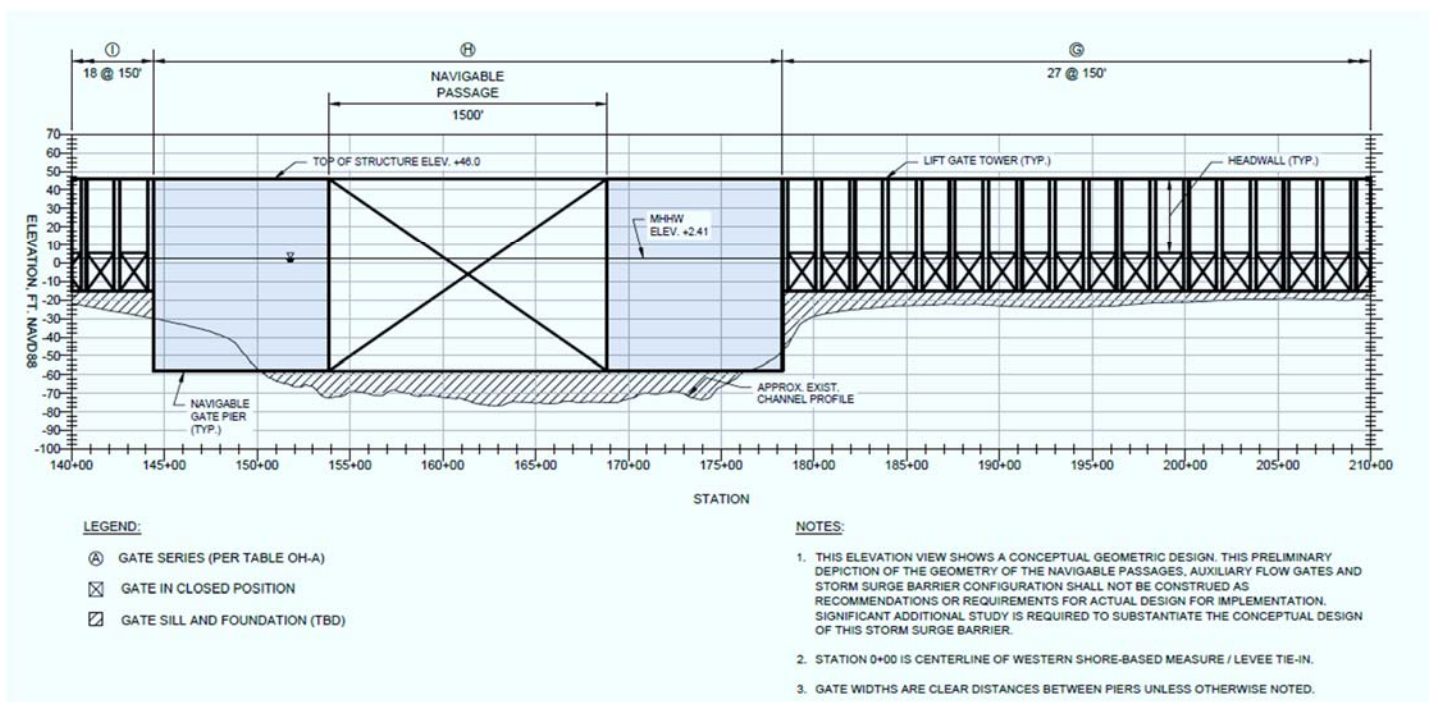 I
H
G
18 @ 150'
27 @ 150'
NAVIGABLE
PASSAGE
1500'
70
60
50
40
30
20
10
0
-10
-20
-30
-40
-50
-60
-70
-80
-90
-100
ELEVATION, FT. NAVD88
TOP OF STRUCTURE ELEV. +46.0
LIFT GATE TOWER (TYP.)
HEADWALL (TYP.)
MHHW
ELEV. +2.41
NAVIGABLE
GATE PIER
(TYP.)
APPROX. EXIST.
CHANNEL PROFILE
140+00 145+00 150+00 155+00 160+00 165+00 170+00 175+00 180+00 185+00 190+00 195+00 200+00 205+00 210+00
STATION
LEGEND:
A GATE SERIES (PER TABLE OH-A)
GATE IN CLOSED POSITION
GATE SILL AND FOUNDATION (TBD)
NOTES:
1. THIS ELEVATION VIEW SHOWS A CONCEPTUAL GEOMETRIC DESIGN. THIS PRELIMINARY
DEPICTION OF THE GEOMETRY OF THE NAVIGABLE PASSAGES, AUXILIARY FLOW GATES AND
STORM SURGE BARRIER CONFIGURATION SHALL NOT BE CONSTRUED AS
RECOMMENDATIONS OR REQUIREMENTS FOR ACTUAL DESIGN FOR IMPLEMENTATION.
SIGNIFICANT ADDITIONAL STUDY IS REQUIRED TO SUBSTANTIATE THE CONCEPTUAL DESIGN
OF THIS STORM SURGE BARRIER.
2. STATION 0+00 IS CENTERLINE OF WESTERN SHORE-BASED MEASURE / LEVEE TIE-IN.
3. GATE WIDTHS ARE CLEAR DISTANCES BETWEEN PIERS UNLESS OTHERWISE NOTED.